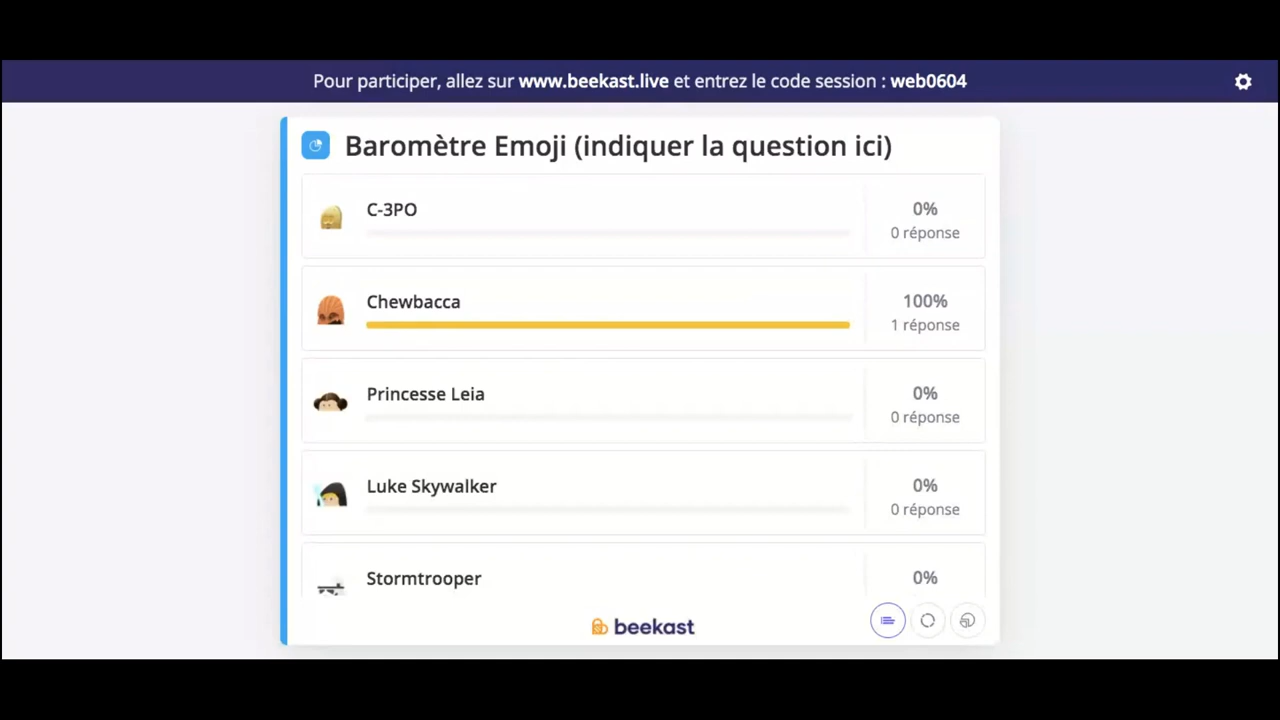 Pour participer, allez sur www.beekast.live et entrez le code session : web0604
Baromètre Emoji (indiquer la question ici)
C-3PO
0%
0 réponse
Chewbacca
100%
1 réponse
Princesse Leia
0%
0 réponse
Luke Skywalker
0%
0 réponse
Stormtrooper
0%
beekast